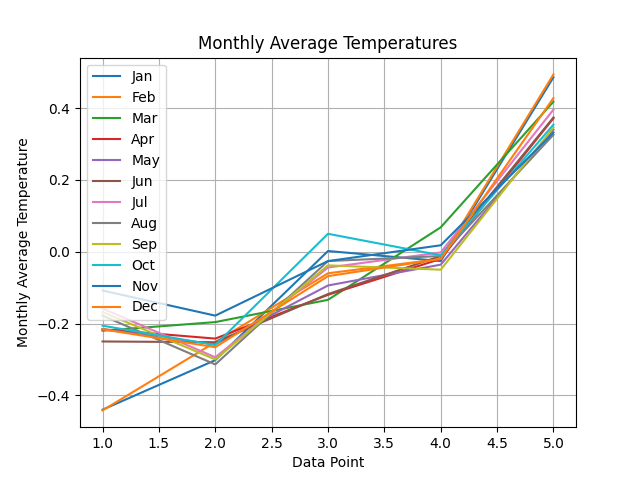 Monthly Average Temperatures
Monthly Average Temperature
0.4
0.2
0.0
−0.2
−0.4
Jan
Feb
Mar
Apr
May
Jun
Jul
Aug
Sep
Oct
Nov
Dec
1.0 1.5 2.0 2.5 3.0 3.5 4.0 4.5 5.0
Data Point